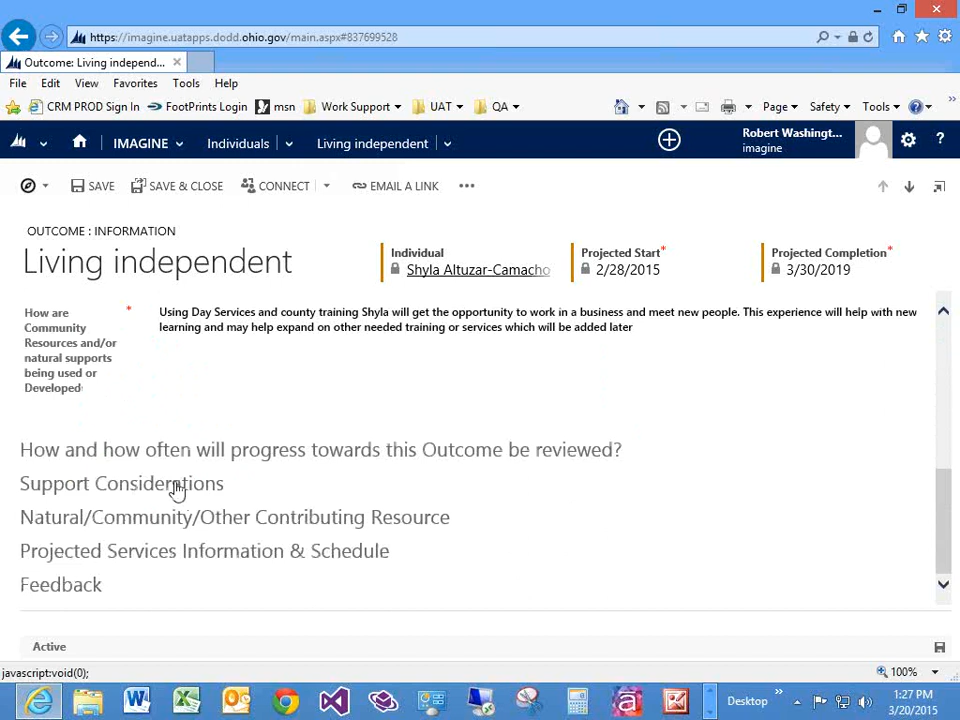 https://imagine.uatapps.dodd.ohio.gov/main.aspx#837699528
Outcome: Living independ...
File Edit View Favorites Tools Help
CRM PROD Sign In FootPrints Login msn Work Support UAT QA Page Safety Tools
IMAGINE Individuals Living independent Robert Washingt...
imagine
SAVE SAVE & CLOSE CONNECT EMAIL A LINK
OUTCOME : INFORMATION
Living independent
Individual
Shyla Altuzar-Camacho
Projected Start*
2/28/2015
Projected Completion*
3/30/2019
How are
Community
Resources and/or
natural supports
being used or
Developed
*
Using Day Services and county training Shyla will get the opportunity to work in a business and meet new people. This experience will help with new
learning and may help expand on other needed training or services which will be added later
How and how often will progress towards this Outcome be reviewed?
Support Considerations
Natural/Community/Other Contributing Resource
Projected Services Information & Schedule
Feedback
Active
javascript:void(0);
100%
Desktop
1:27 PM
3/20/2015